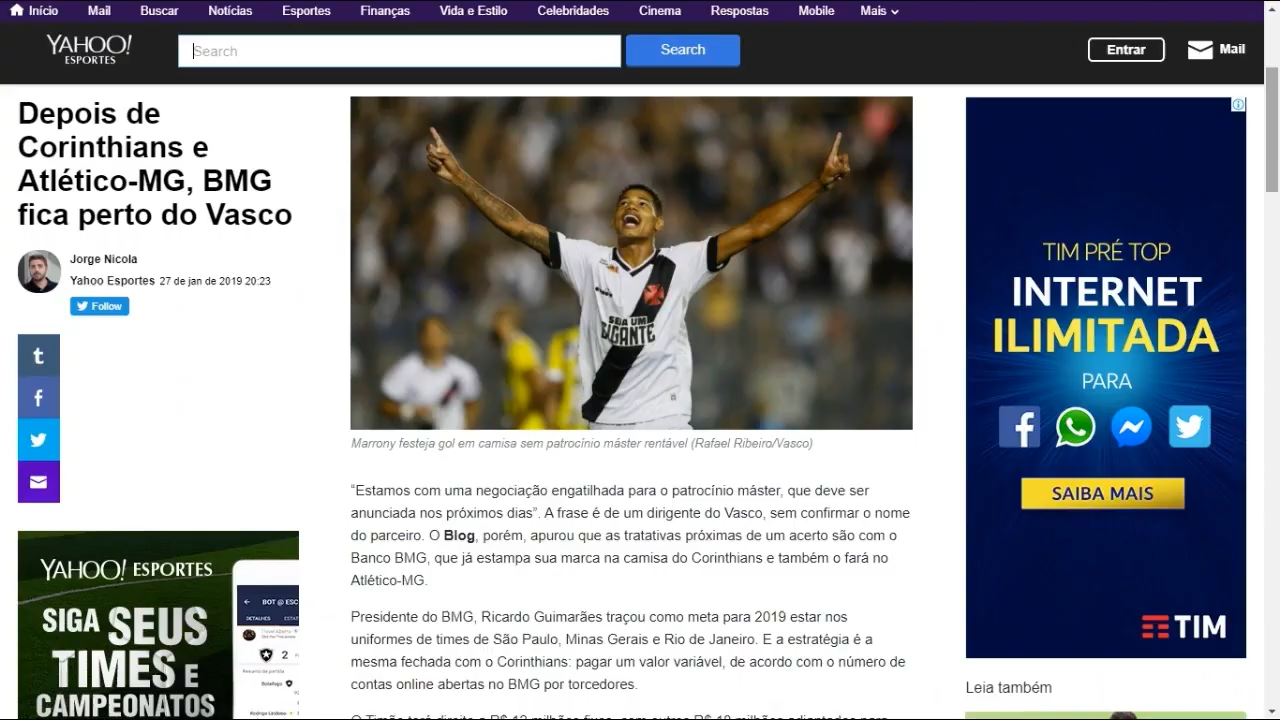 Início Mail Buscar Notícias Esportes Finanças Vida e Estilo Celebridades Cinema Respostas Mobile Mais
YAHOO!
ESPORTES
Search
Search
Entrar
Mail
Depois de
Corinthians e
Atlético-MG, BMG
fica perto do Vasco
Jorge Nicola
Yahoo Esportes 27 de jan de 2019 20:23
Follow
YAHOO! ESPORTES
SIGA SEUS
TIMES E
CAMPEONATOS
BOT @ ESC
DETALHES
2
SEJA UM
GIGANTE
Marrony festeja gol em camisa sem patrocínio máster rentável (Rafael Ribeiro/Vasco)
“Estamos com uma negociação engatilhada para o patrocínio máster, que deve ser
anunciada nos próximos dias”. A frase é de um dirigente do Vasco, sem confirmar o nome
do parceiro. O Blog, porém, apurou que as tratativas próximas de um acerto são com o
Banco BMG, que já estampa sua marca na camisa do Corinthians e também o fará no
Atlético-MG.
Presidente do BMG, Ricardo Guimarães traçou como meta para 2019 estar nos
uniformes de times de São Paulo, Minas Gerais e Rio de Janeiro. E a estratégia é a
mesma fechada com o Corinthians: pagar um valor variável, de acordo com o número de
contas online abertas no BMG por torcedores.
TIM PRÉ TOP
INTERNET
ILIMITADA
PARA
SAIBA MAIS
TIM
Leia também